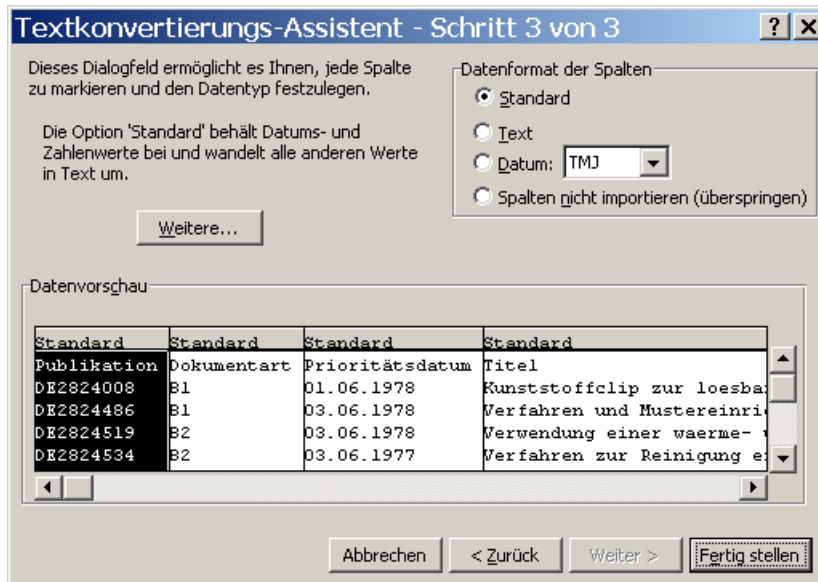 Textkonvertierungs-Assistent - Schritt 3 von 3
Dieses Dialogfeld ermöglicht es Ihnen, jede Spalte
zu markieren und den Datentyp festzulegen.
Die Option 'Standard' behält Datums- und
Zahlenwerte bei und wandelt alle anderen Werte
in Text um.
Weitere...
Datenformat der Spalten
Standard
Text
Datum: TMJ
Spalten nicht importieren (überspringen)
Datenvorschau
Standard Standard Standard Standard
Publikation Dokumentart Prioritätsdatum Titel
DE2824008 B1 01.06.1978 Kunststoffclip zur loesba
DE2824486 B1 03.06.1978 Verfahren und Mustereinri
DE2824519 B2 03.06.1978 Verwendung einer waerme-
DE2824534 B2 03.06.1977 Verfahren zur Reinigung
Abbrechen < Zurück Weiter > Fertig stellen